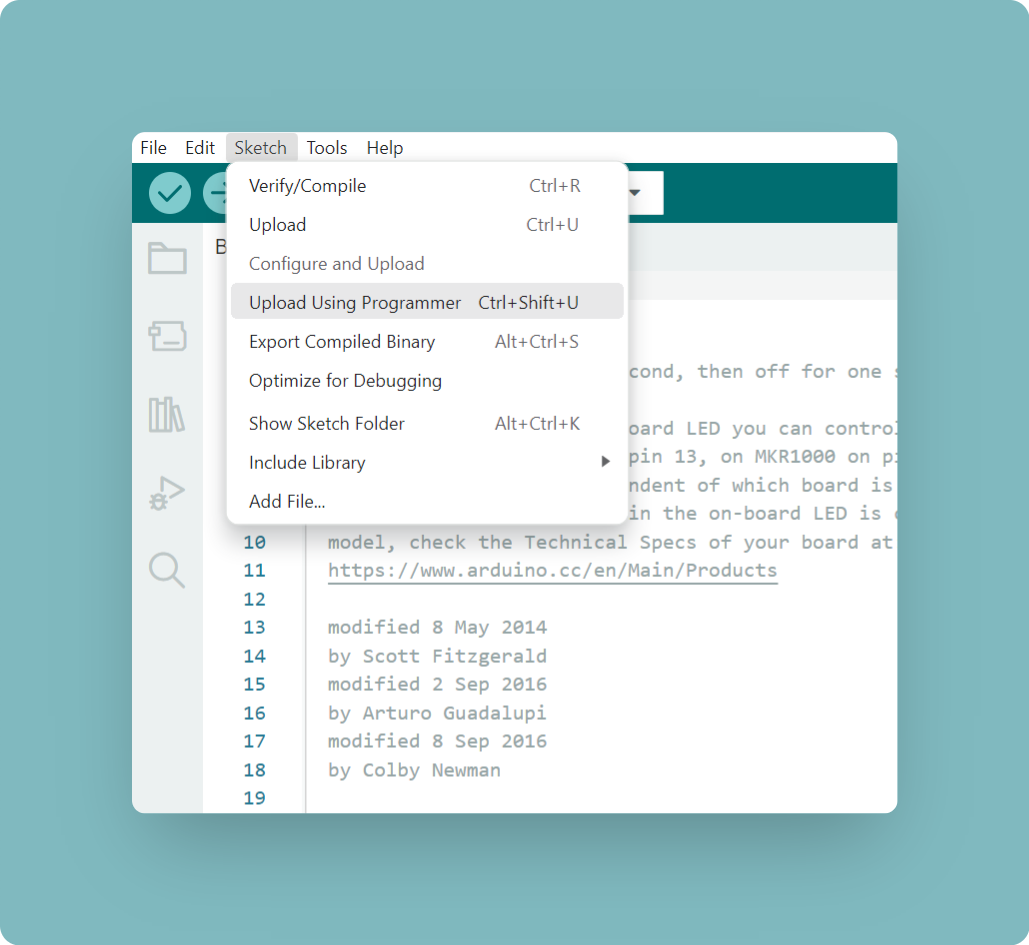 File Edit Sketch Tools Help
Verify/Compile Ctrl+R
Upload Ctrl+U
B
Configure and Upload
Upload Using Programmer Ctrl+Shift+U
Export Compiled Binary Alt+Ctrl+S
Optimize for Debugging
cond, then off for one s
Show Sketch Folder Alt+Ctrl+K
oard LED you can control
Include Library
pin 13, on MKR1000 on pi
ndent of which board is
Add File...
in the on-board LED is
10 model, check the Technical Specs of your board at
11 https://www.arduino.cc/en/Main/Products
12
13 modified 8 May 2014
14 by Scott Fitzgerald
15 modified 2 Sep 2016
16 by Arturo Guadalupi
17 modified 8 Sep 2016
18 by Colby Newman
19